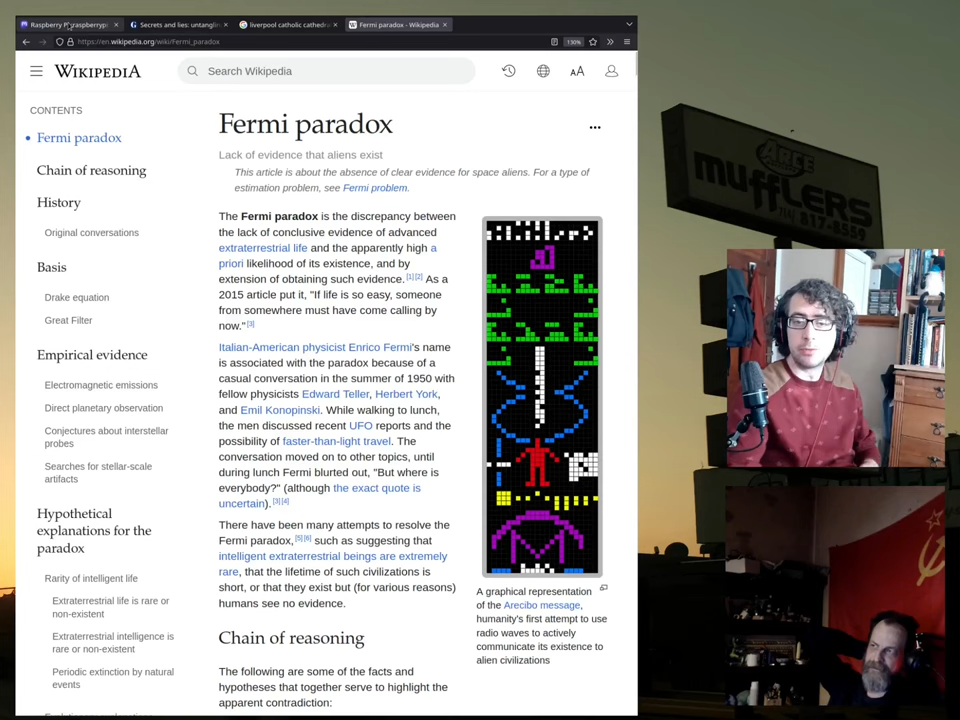 Raspberry Pi
Secrets and lies: untanglin
liverpool catholic cathedra
Fermi paradox - Wikipedia
https://en.wikipedia.org/wiki/Fermi_paradox
130%
WIKIPEDIA
Search Wikipedia
CONTENTS
Fermi paradox
Chain of reasoning
History
Original conversations
Basis
Drake equation
Great Filter
Empirical evidence
Electromagnetic emissions
Direct planetary observation
Conjectures about interstellar
probes
Searches for stellar-scale
artifacts
Hypothetical
explanations for the
paradox
Rarity of intelligent life
Extraterrestrial life is rare or
non-existent
Extraterrestrial intelligence is
rare or non-existent
Periodic extinction by natural
events
Fermi paradox
Lack of evidence that aliens exist
This article is about the absence of clear evidence for space aliens. For a type of
estimation problem, see Fermi problem.
The Fermi paradox is the discrepancy between
the lack of conclusive evidence of advanced
extraterrestrial life and the apparently high a
priori likelihood of its existence, and by
extension of obtaining such evidence.[1][2] As a
2015 article put it, "If life is so easy, someone
from somewhere must have come calling by
now."[3]
Italian-American physicist Enrico Fermi's name
is associated with the paradox because of a
casual conversation in the summer of 1950 with
fellow physicists Edward Teller, Herbert York,
and Emil Konopinski. While walking to lunch,
the men discussed recent UFO reports and the
possibility of faster-than-light travel. The
conversation moved on to other topics, until
during lunch Fermi blurted out, "But where is
everybody?" (although the exact quote is
uncertain).[3][4]
There have been many attempts to resolve the
Fermi paradox,[5][6] such as suggesting that
intelligent extraterrestrial beings are extremely
rare, that the lifetime of such civilizations is
short, or that they exist but (for various reasons)
humans see no evidence.
Chain of reasoning
The following are some of the facts and
hypotheses that together serve to highlight the
apparent contradiction:
A graphical representation
of the Arecibo message,
humanity's first attempt to use
radio waves to actively
communicate its existence to
alien civilizations
ARCE
mufflers
817-8559